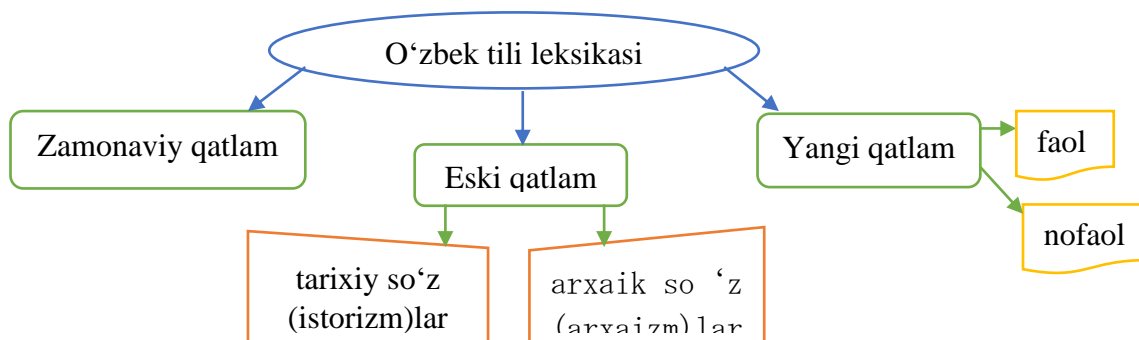 O‘zbek tili leksikasi
Zamonaviy qatlam
Eski qatlam
Yangi qatlam
faol
nofaol
tarixiy so‘z
(istorizm)lar
arxaik so ‘z
(arxaizm)lar